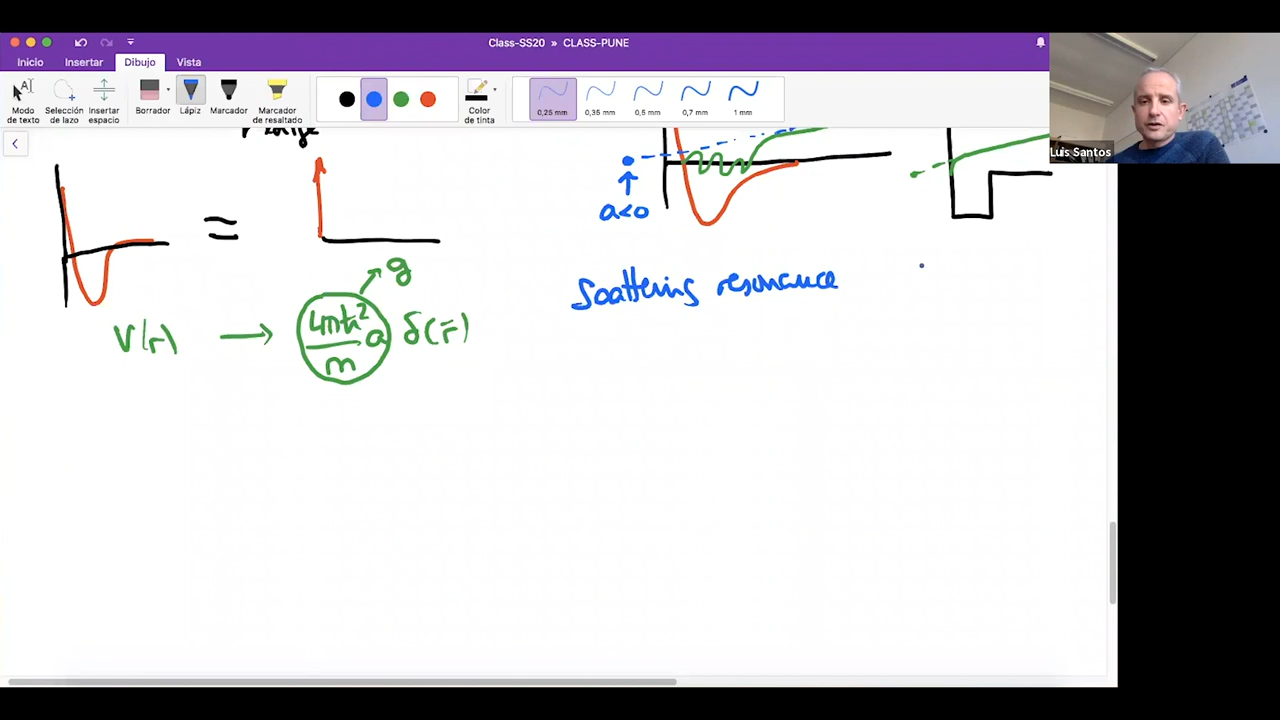 Class-SS20 » CLASS-PUNE
Inicio Insertar Dibujo Vista
Modo de texto
Selección de lazo
Insertar espacio
Borrador
Lápiz
Marcador
Marcador de resaltado
Color de tinta
0,25 mm 0,35 mm 0,5 mm 0,7 mm 1 mm
Luis Santos
≈
a<0
g
Scattering resonance
V(r) → 4πħ²/m a δ(r̄)